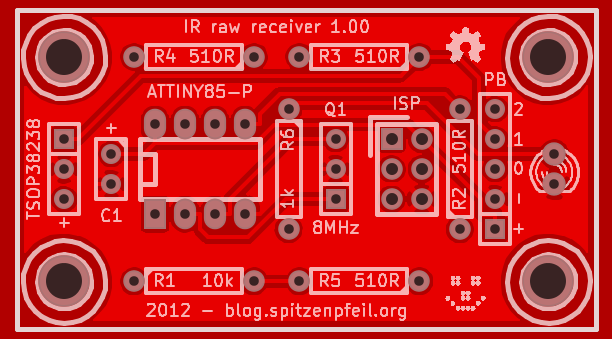 IR raw receiver 1.00
R4 510R
R3 510R
PB
ATTINY85-P
Q1
ISP
2
TSOP38238
+
R6
1k
R2 510R
1
0
-
+
C1
+
8MHz
R1 10k
R5 510R
2012 - blog.spitzenpfeil.org